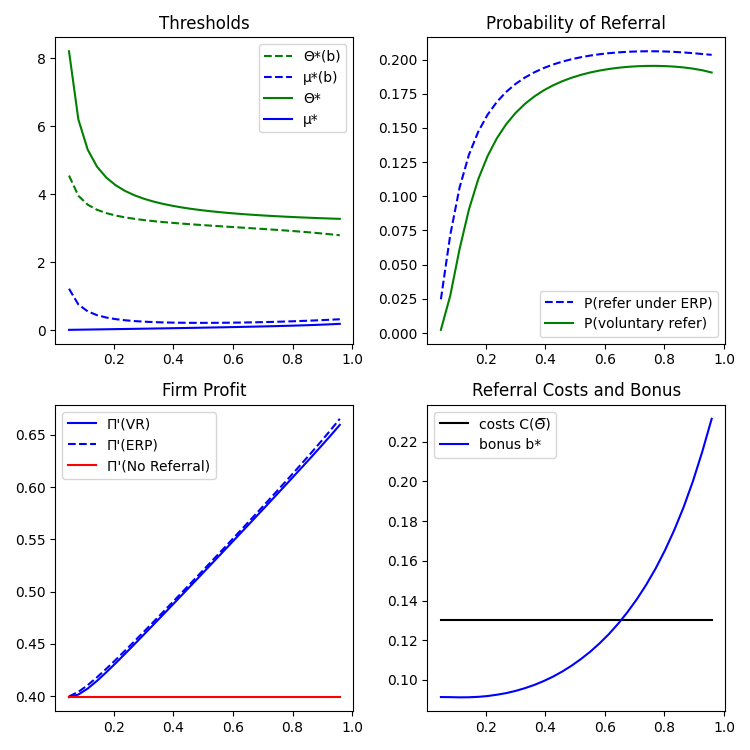 Thresholds
8
6
4
2
0
0.2 0.4 0.6 0.8 1.0
Θ*(b)
μ*(b)
Θ*
μ*
Probability of Referral
0.200
0.175
0.150
0.125
0.100
0.075
0.050
0.025
0.000
0.2 0.4 0.6 0.8 1.0
P(refer under ERP)
P(voluntary refer)
Firm Profit
0.65
0.60
0.55
0.50
0.45
0.40
0.2 0.4 0.6 0.8 1.0
Π'(VR)
Π'(ERP)
Π'(No Referral)
Referral Costs and Bonus
0.22
0.20
0.18
0.16
0.14
0.12
0.10
0.2 0.4 0.6 0.8 1.0
costs C(Θ̅)
bonus b*